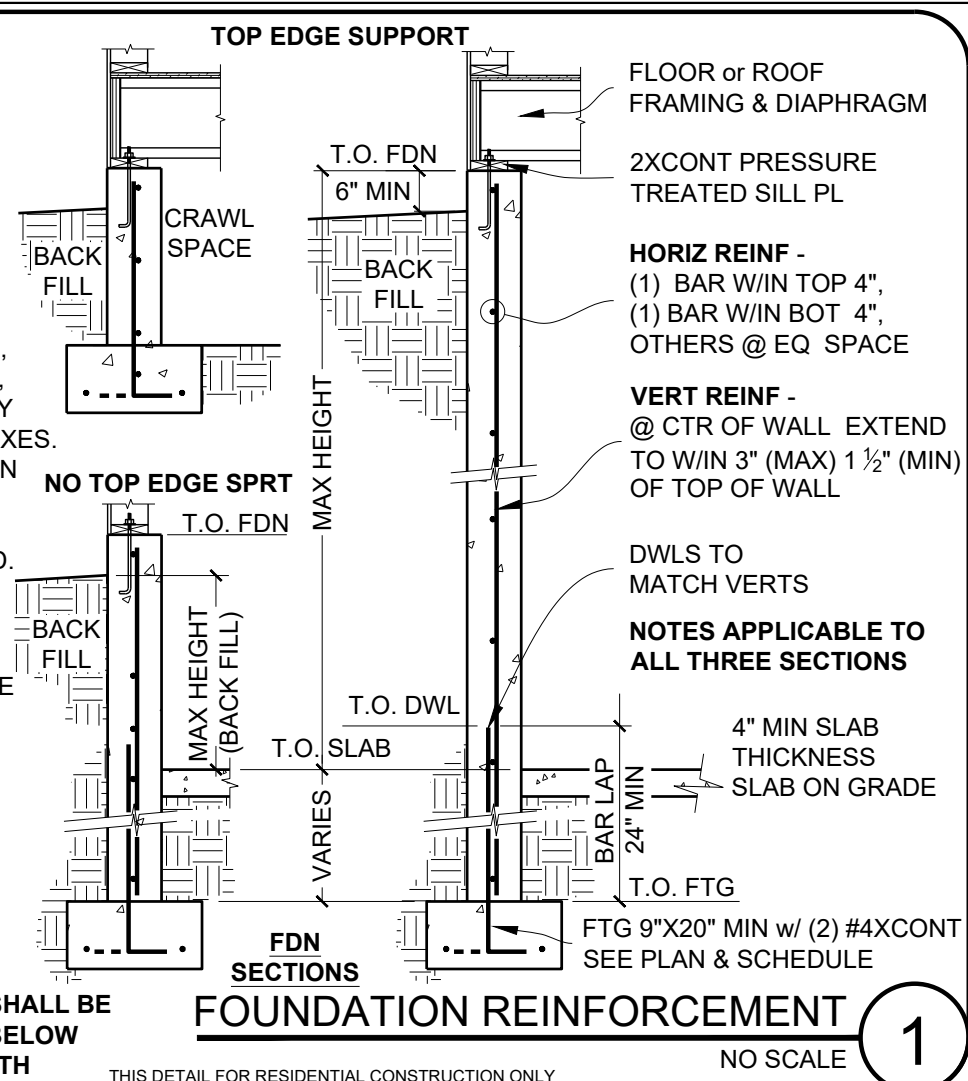 TOP EDGE SUPPORT
FLOOR or ROOF
FRAMING & DIAPHRAGM
T.O. FDN
6" MIN
2XCONT PRESSURE
TREATED SILL PL
CRAWL
SPACE
BACK
FILL
BACK
FILL
HORIZ REINF -
(1) BAR W/IN TOP 4",
(1) BAR W/IN BOT 4",
OTHERS @ EQ SPACE
MAX HEIGHT
VERT REINF -
@ CTR OF WALL EXTEND
TO W/IN 3" (MAX) 1 ½" (MIN)
OF TOP OF WALL
,
,
Y
XES.
N
NO TOP EDGE SPRT
T.O. FDN
D.
BACK
FILL
E
MAX HEIGHT
(BACK FILL)
DWLS TO
MATCH VERTS
NOTES APPLICABLE TO
ALL THREE SECTIONS
T.O. DWL
T.O. SLAB
4" MIN SLAB
THICKNESS
SLAB ON GRADE
VARIES
BAR LAP
24" MIN
T.O. FTG
FTG 9"X20" MIN w/ (2) #4XCONT
SEE PLAN & SCHEDULE
FDN
SECTIONS
SHALL BE
BELOW
TH
FOUNDATION REINFORCEMENT
1
NO SCALE
THIS DETAIL FOR RESIDENTIAL CONSTRUCTION ONLY